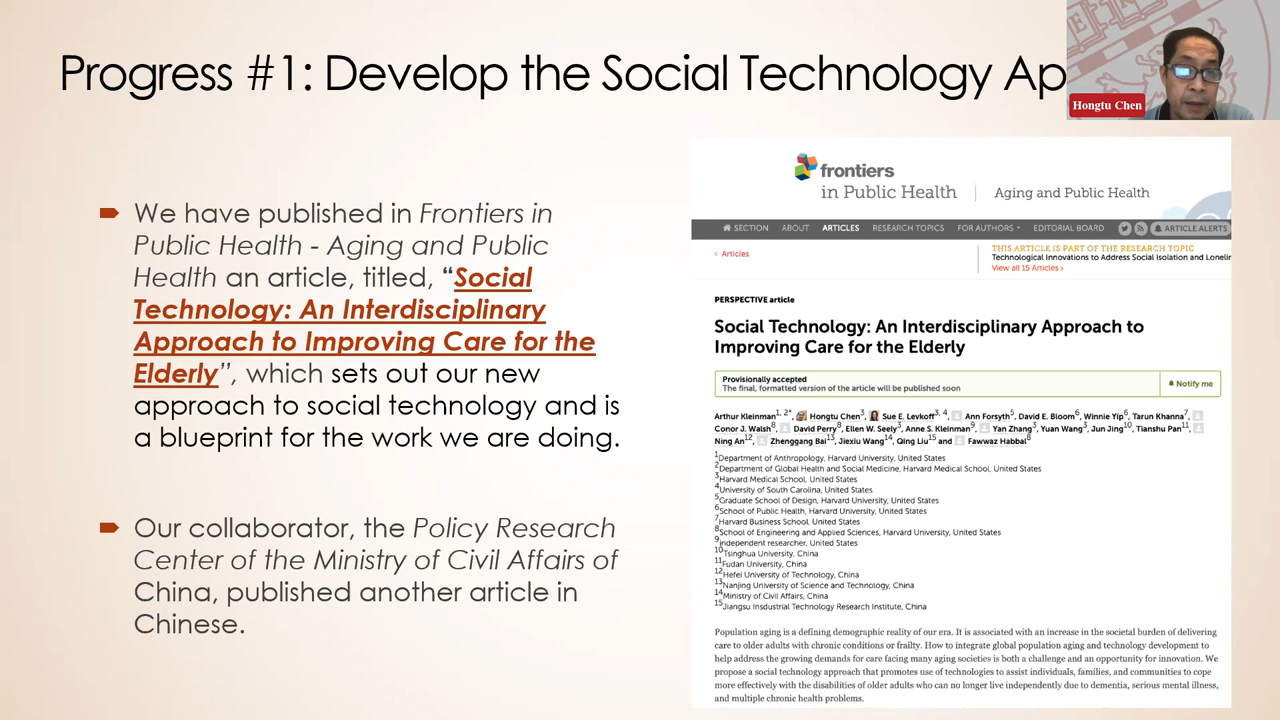 Progress #1: Develop the Social Technology Ap
Hongtu Chen
We have published in Frontiers in
Public Health - Aging and Public
Health an article, titled, “Social
Technology: An Interdisciplinary
Approach to Improving Care for the
Elderly”, which sets out our new
approach to social technology and is
a blueprint for the work we are doing.
Our collaborator, the Policy Research
Center of the Ministry of Civil Affairs of
China, published another article in
Chinese.
frontiers
in Public Health
Aging and Public Health
SECTION ABOUT ARTICLES RESEARCH TOPICS FOR AUTHORS EDITORIAL BOARD ARTICLE ALERTS
< Articles
THIS ARTICLE IS PART OF THE RESEARCH TOPIC
Technological Innovations to Address Social Isolation and Lonelin
View all 15 Articles >
PERSPECTIVE article
Social Technology: An Interdisciplinary Approach to
Improving Care for the Elderly
Provisionally accepted
The final, formatted version of the article will be published soon
Notify me
Arthur Kleinman1, 2*, Hongtu Chen3, Sue E. Levkoff3, 4, Ann Forsyth5, David E. Bloom6, Winnie Yip6, Tarun Khanna7,
Conor J. Walsh8, David Perry8, Ellen W. Seely3, Anne S. Kleinman9, Yan Zhang3, Yuan Wang3, Jun Jing10, Tianshu Pan11,
Ning An12, Zhenggang Bai13, Jiexiu Wang14, Qing Liu15 and Fawwaz Habbal8
1Department of Anthropology, Harvard University, United States
2Department of Global Health and Social Medicine, Harvard Medical School, United States
3Harvard Medical School, United States
4University of South Carolina, United States
5Graduate School of Design, Harvard University, United States
6School of Public Health, Harvard University, United States
7Harvard Business School, United States
8School of Engineering and Applied Sciences, Harvard University, United States
9independent researcher, United States
10Tsinghua University, China
11Fudan University, China
12Hefei University of Technology, China
13Nanjing University of Science and Technology, China
14Ministry of Civil Affairs, China
15Jiangsu Insdustrial Technology Research Institute, China
Population aging is a defining demographic reality of our era. It is associated with an increase in the societal burden of delivering
care to older adults with chronic conditions or frailty. How to integrate global population aging and technology development to
help address the growing demands for care facing many aging societies is both a challenge and an opportunity for innovation. We
propose a social technology approach that promotes use of technologies to assist individuals, families, and communities to cope
more effectively with the disabilities of older adults who can no longer live independently due to dementia, serious mental illness,
and multiple chronic health problems.